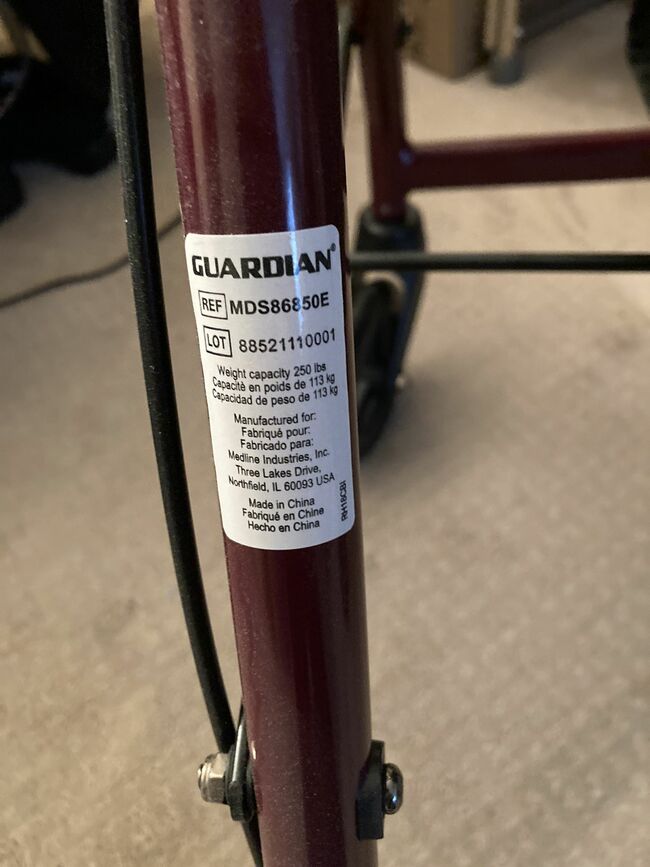 GUARDIAN®
REF MDS86850E
LOT 88521110001
Weight capacity 250 lbs
Capacité en poids de 113 kg
Capacidad de peso de 113 kg
Manufactured for:
Fabriqué pour:
Fabricado para:
Medline Industries, Inc.
Three Lakes Drive,
Northfield, IL 60093 USA
Made in China
Fabriqué en Chine
Hecho en China
RH18CBI